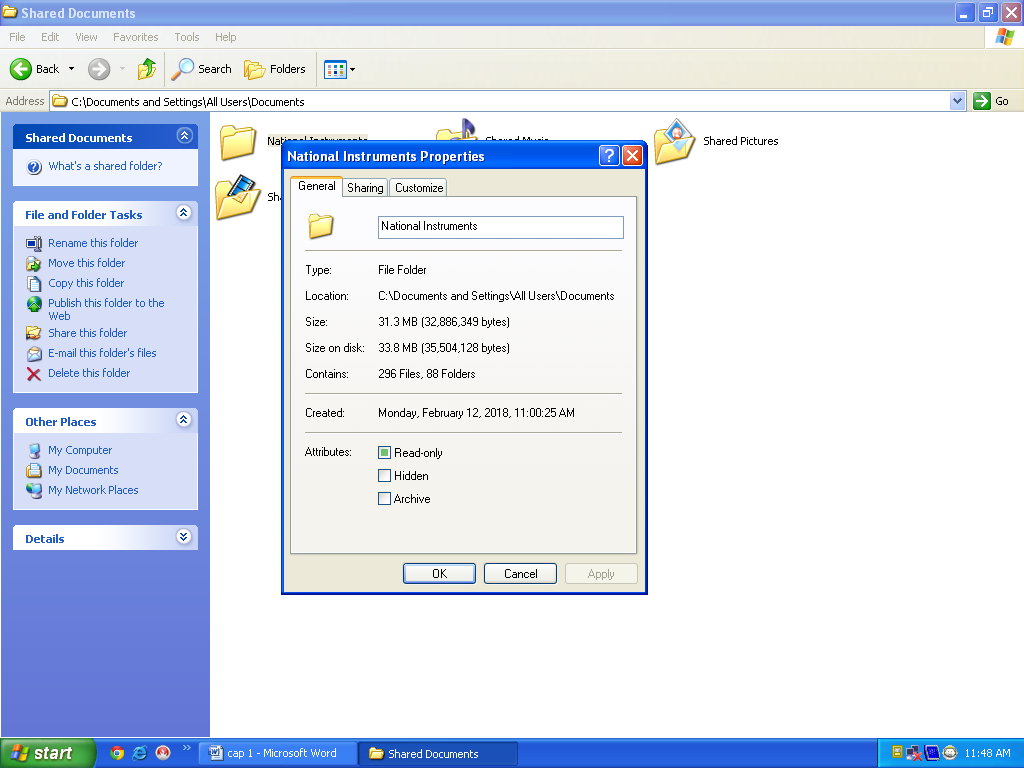 Shared Documents
File Edit View Favorites Tools Help
Back Search Folders
Address C:\Documents and Settings\All Users\Documents Go
Shared Documents
What's a shared folder?
File and Folder Tasks
Rename this folder
Move this folder
Copy this folder
Publish this folder to the
Web
Share this folder
E-mail this folder's files
Delete this folder
Other Places
My Computer
My Documents
My Network Places
Details
Shared Pictures
National Instruments Properties
General Sharing Customize
National Instruments
Type: File Folder
Location: C:\Documents and Settings\All Users\Documents
Size: 31.3 MB (32,886,349 bytes)
Size on disk: 33.8 MB (35,504,128 bytes)
Contains: 296 Files, 88 Folders
Created: Monday, February 12, 2018, 11:00:25 AM
Attributes: Read-only
Hidden
Archive
OK Cancel Apply
start cap 1 - Microsoft Word Shared Documents 11:48 AM